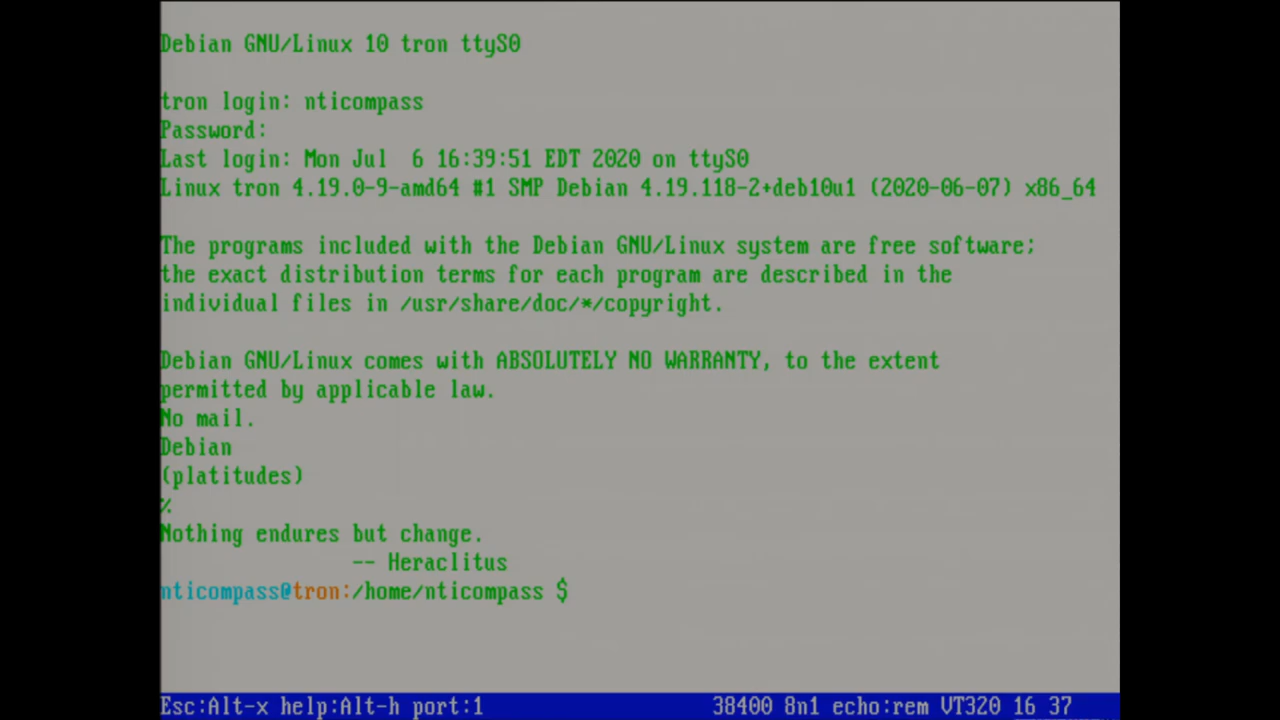 Debian GNU/Linux 10 tron ttyS0
tron login: nticompass
Password:
Last login: Mon Jul  6 16:39:51 EDT 2020 on ttyS0
Linux tron 4.19.0-9-amd64 #1 SMP Debian 4.19.118-2+deb10u1 (2020-06-07) x86_64
The programs included with the Debian GNU/Linux system are free software;
the exact distribution terms for each program are described in the
individual files in /usr/share/doc/*/copyright.
Debian GNU/Linux comes with ABSOLUTELY NO WARRANTY, to the extent
permitted by applicable law.
No mail.
Debian
(platitudes)
%
Nothing endures but change.
-- Heraclitus
nticompass@tron:/home/nticompass $
Esc:Alt-x help:Alt-h port:1 38400 8n1 echo:rem VT320 16 37